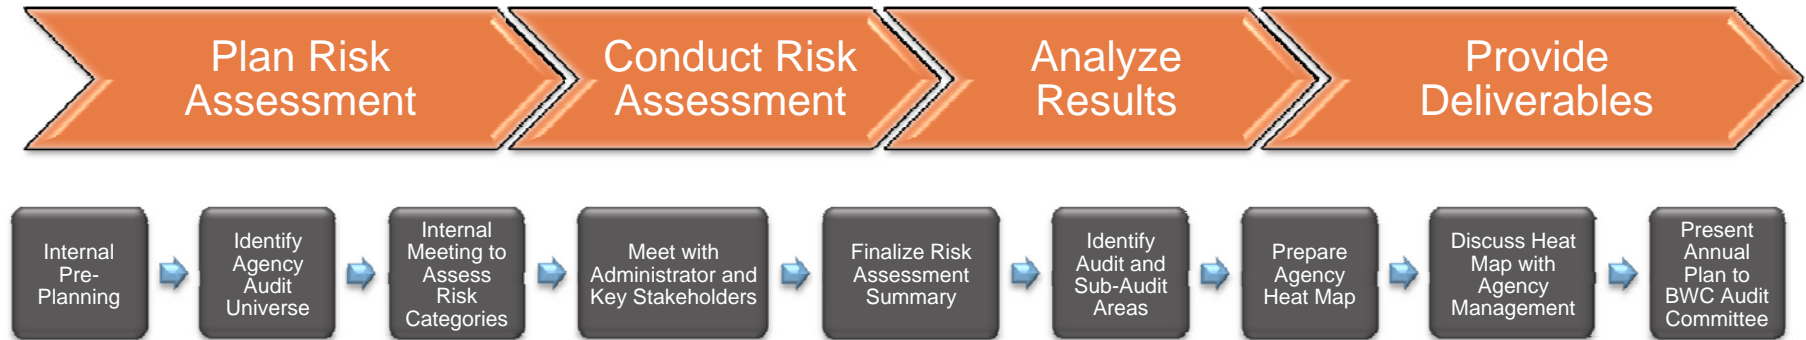 Plan Risk
Assessment
Conduct Risk
Assessment
Analyze
Results
Provide
Deliverables
Internal
Pre-
Planning
Identify
Agency
Audit
Universe
Internal
Meeting to
Assess
Risk
Categories
Meet with
Administrator and
Key Stakeholders
Finalize Risk
Assessment
Summary
Identify
Audit and
Sub-Audit
Areas
Prepare
Agency
Heat Map
Discuss Heat
Map with
Agency
Management
Present
Annual
Plan to
BWC Audit
Committee